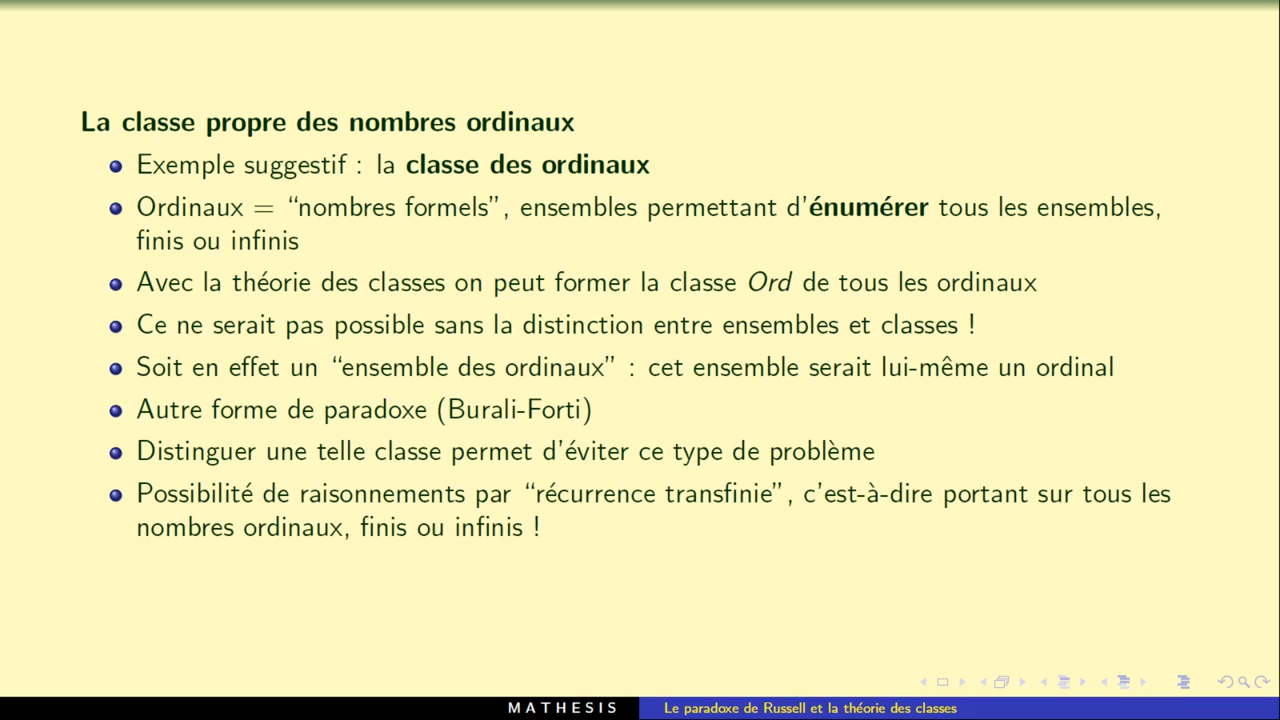 La classe propre des nombres ordinaux
Exemple suggestif : la classe des ordinaux
Ordinaux = “nombres formels”, ensembles permettant d’énumérer tous les ensembles,
finis ou infinis
Avec la théorie des classes on peut former la classe Ord de tous les ordinaux
Ce ne serait pas possible sans la distinction entre ensembles et classes !
Soit en effet un “ensemble des ordinaux” : cet ensemble serait lui-même un ordinal
Autre forme de paradoxe (Burali-Forti)
Distinguer une telle classe permet d’éviter ce type de problème
Possibilité de raisonnements par “récurrence transfinie”, c’est-à-dire portant sur tous les
nombres ordinaux, finis ou infinis !
MATHESIS
Le paradoxe de Russell et la théorie des classes